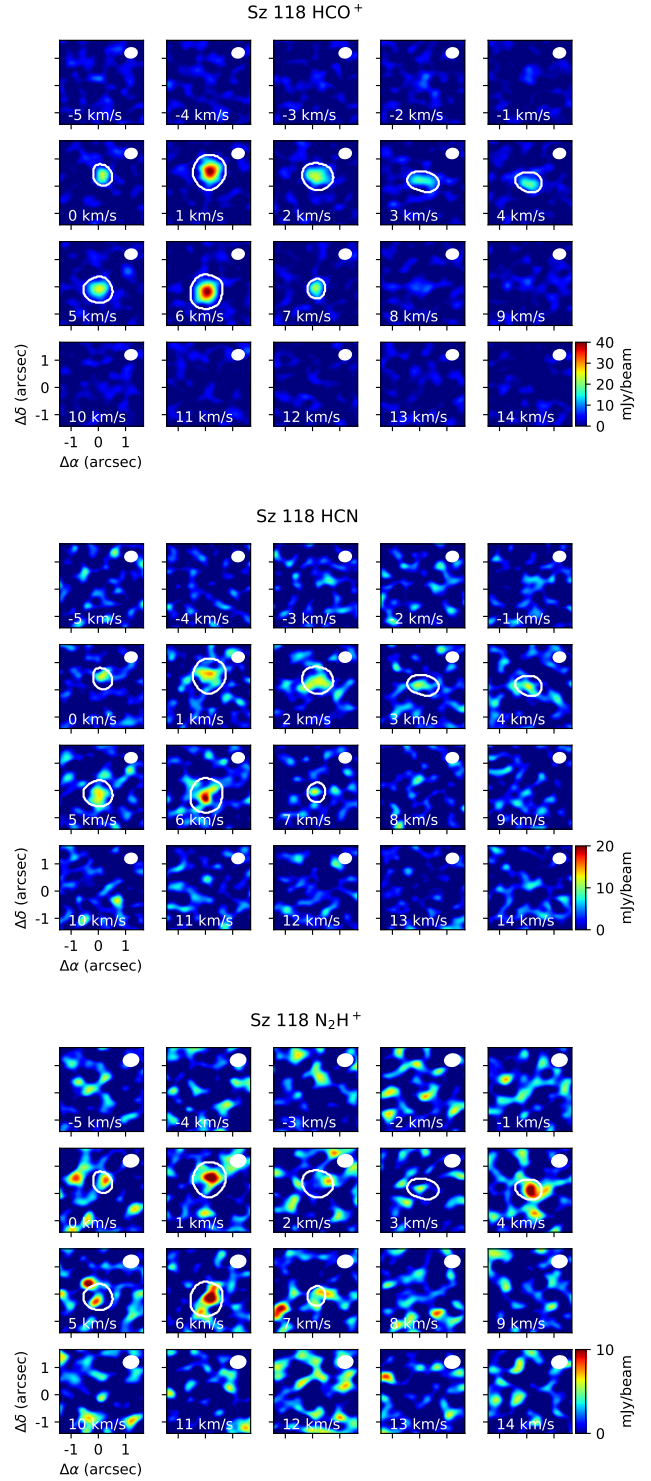 Sz 118 HCO⁺
-5 km/s -4 km/s -3 km/s -2 km/s -1 km/s
0 km/s 1 km/s 2 km/s 3 km/s 4 km/s
5 km/s 6 km/s 7 km/s 8 km/s 9 km/s
10 km/s 11 km/s 12 km/s 13 km/s 14 km/s
1
0
-1
Δδ (arcsec)
-1 0 1
Δα (arcsec)
40
30
20
10
0
mJy/beam
Sz 118 HCN
-5 km/s -4 km/s -3 km/s -2 km/s -1 km/s
0 km/s 1 km/s 2 km/s 3 km/s 4 km/s
5 km/s 6 km/s 7 km/s 8 km/s 9 km/s
10 km/s 11 km/s 12 km/s 13 km/s 14 km/s
1
0
-1
Δδ (arcsec)
-1 0 1
Δα (arcsec)
20
10
0
mJy/beam
Sz 118 N₂H⁺
-5 km/s -4 km/s -3 km/s -2 km/s -1 km/s
0 km/s 1 km/s 2 km/s 3 km/s 4 km/s
5 km/s 6 km/s 7 km/s 8 km/s 9 km/s
10 km/s 11 km/s 12 km/s 13 km/s 14 km/s
1
0
-1
Δδ (arcsec)
-1 0 1
Δα (arcsec)
10
0
mJy/beam